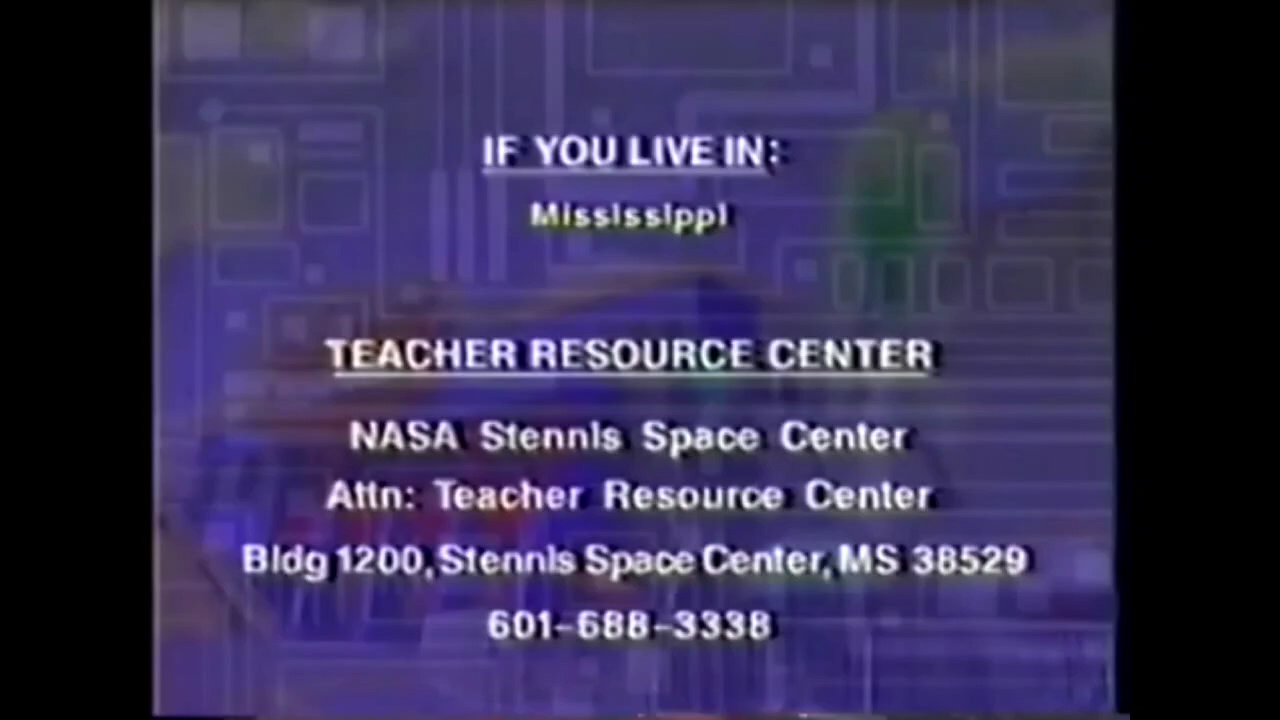 IF YOU LIVE IN:
Mississippi
TEACHER RESOURCE CENTER
NASA Stennis Space Center
Attn: Teacher Resource Center
Bldg 1200, Stennis Space Center, MS 38529
601-688-3338